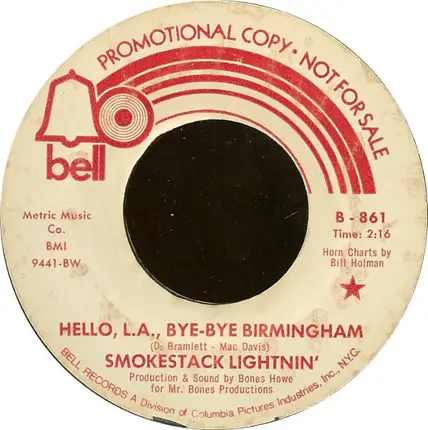 PROMOTIONAL COPY • NOT FOR SALE
bell
Metric Music
Co.
BMI
9441-BW
B - 861
Time: 2:16
Horn Charts by
Bill Holman
HELLO, L.A., BYE-BYE BIRMINGHAM
(D. Bramlett - Mac Davis)
SMOKESTACK LIGHTNIN'
Production & Sound by Bones Howe
for Mr. Bones Productions
BELL RECORDS A Division of Columbia Pictures Industries, Inc., N.Y.C.